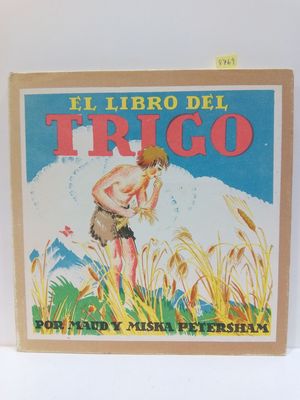 EL LIBRO DEL
TRIGO
POR MAUD Y MISKA PETERSHAM